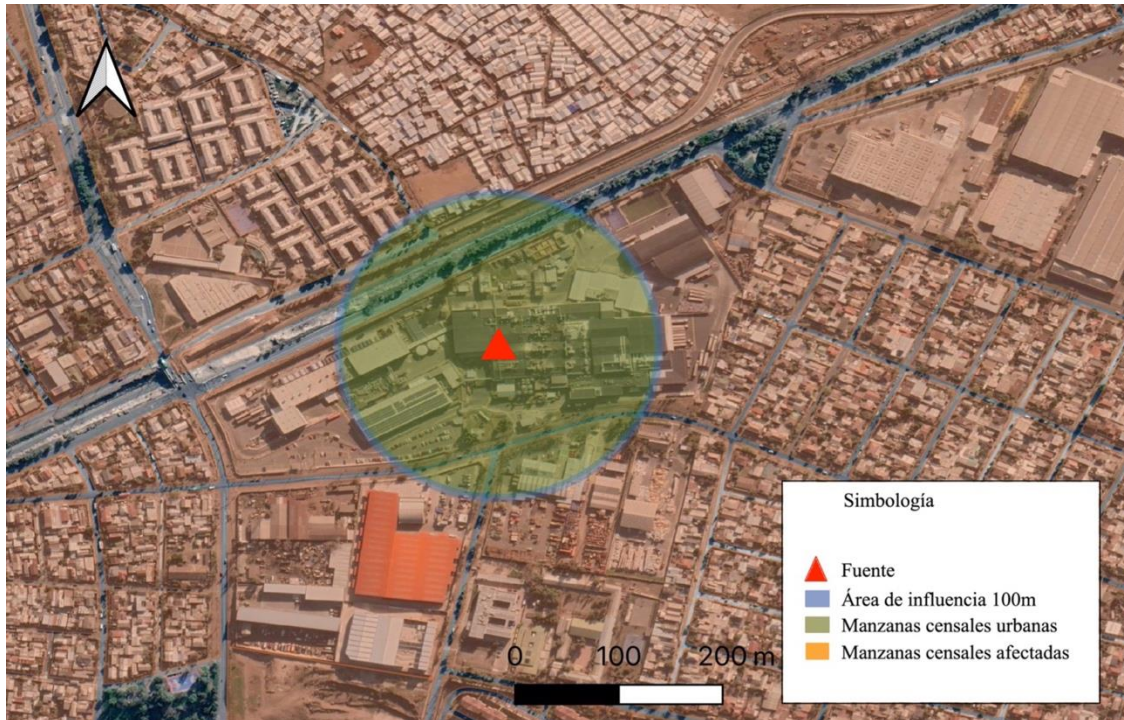 Simbología
Fuente
Área de influencia 100m
Manzanas censales urbanas
Manzanas censales afectadas
0 100 200 m